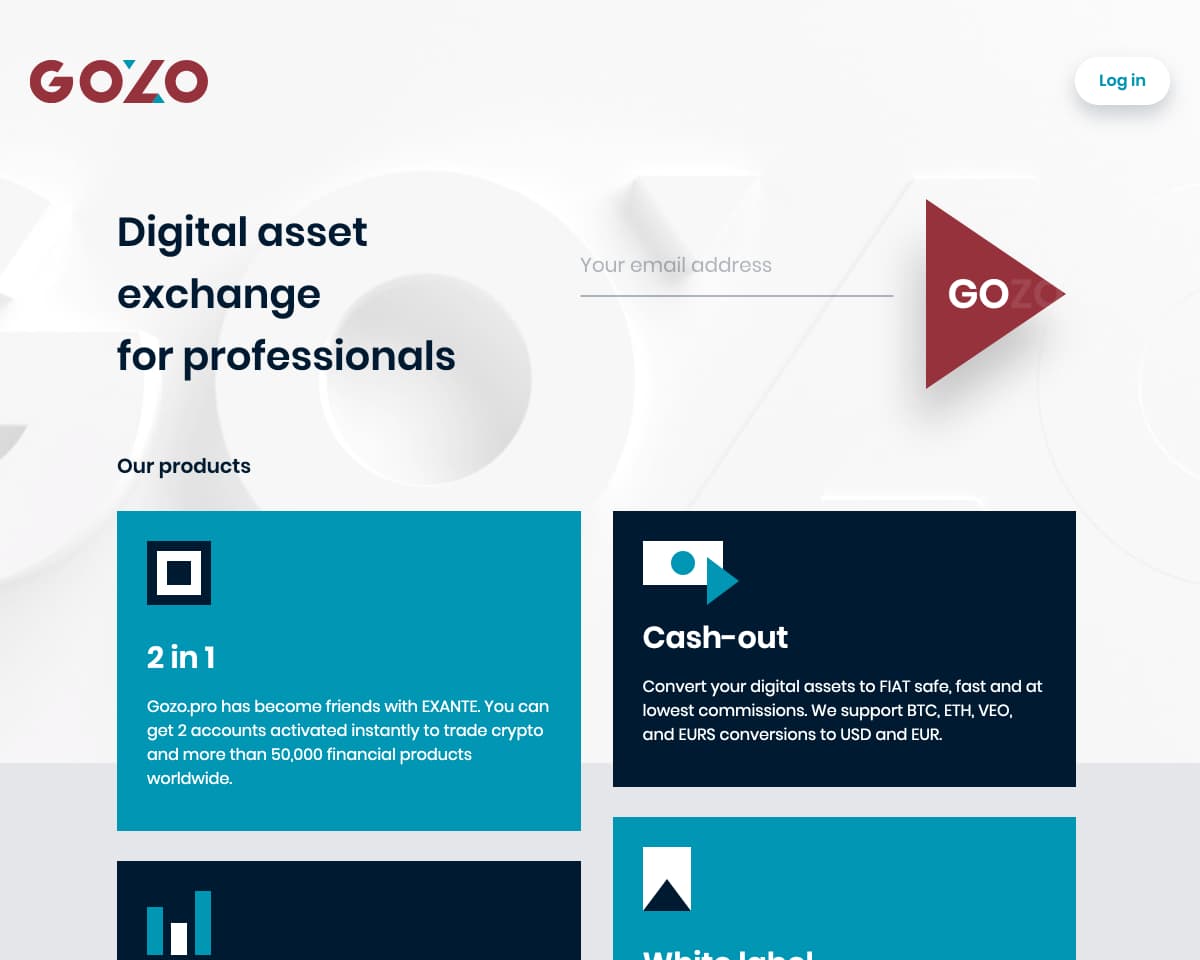 GOZO
Log in
Digital asset
exchange
for professionals
Your email address
GOZO
Our products
2 in 1
Gozo.pro has become friends with EXANTE. You can
get 2 accounts activated instantly to trade crypto
and more than 50,000 financial products
worldwide.
Cash-out
Convert your digital assets to FIAT safe, fast and at
lowest commissions. We support BTC, ETH, VEO,
and EURS conversions to USD and EUR.
White label